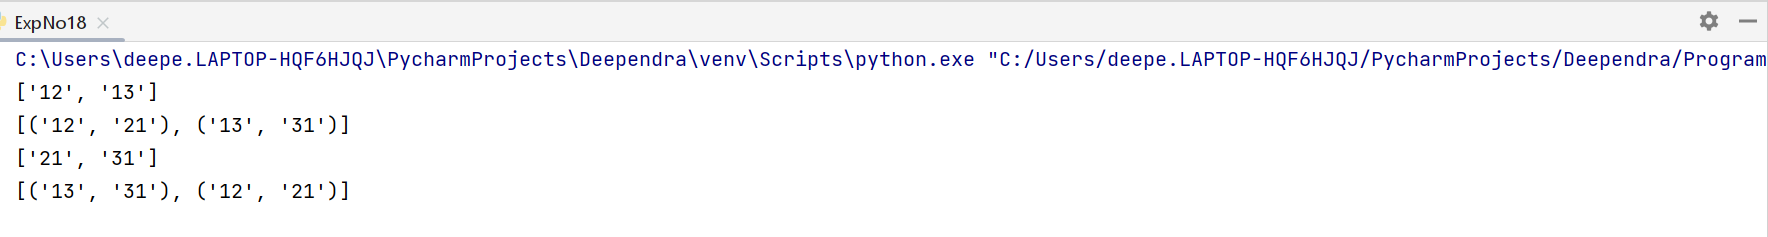 ExpNo18
C:\Users\deepe.LAPTOP-HQF6HJQJ\PycharmProjects\Deependra\venv\Scripts\python.exe "C:/Users/deepe.LAPTOP-HQF6HJQJ/PycharmProjects/Deependra/Program
['12', '13']
[('12', '21'), ('13', '31')]
['21', '31']
[('13', '31'), ('12', '21')]